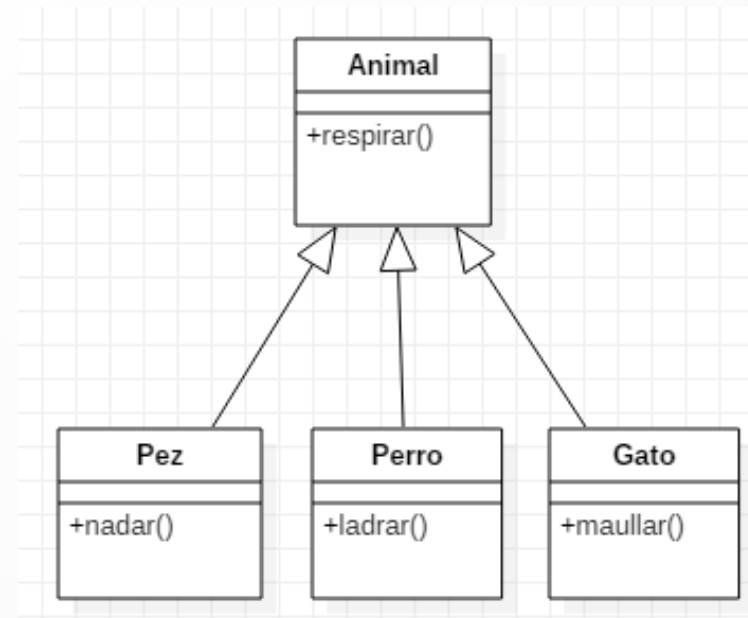 Animal
+respirar()
Pez
+nadar()
Perro
+ladrar()
Gato
+maullar()